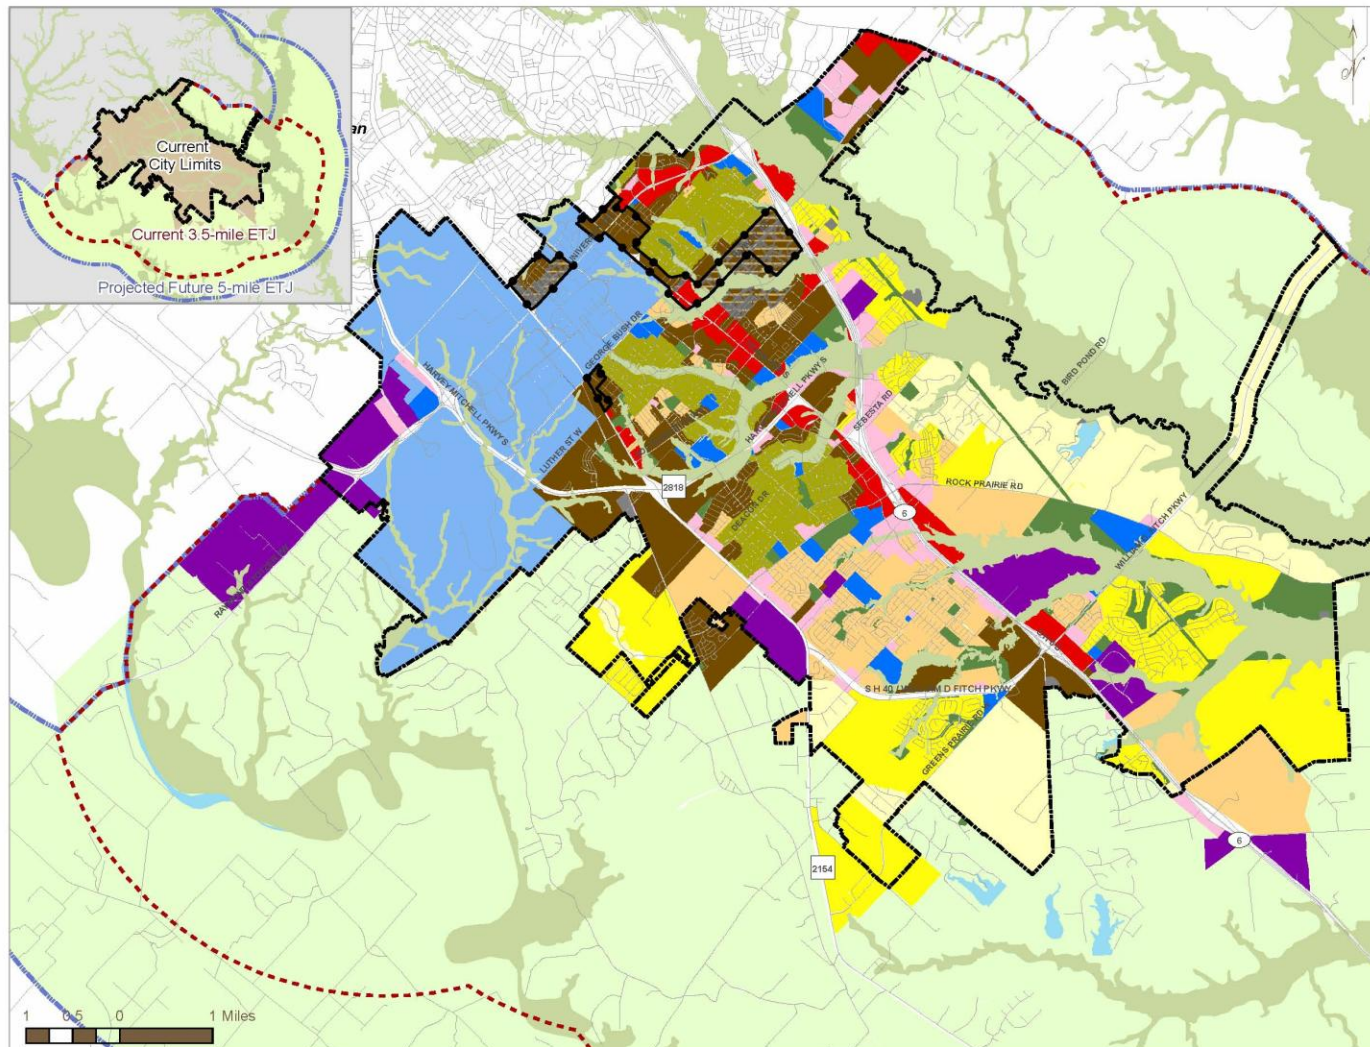 Current
City Limits
Current 3.5-mile ETJ
Projected Future 5-mile ETJ
an
N
GEORGE BUSH DR
HARVEY MITCHELL PKWY S
LUTHER ST W
2818
DEACON DR
SEBESTA RD
BIRD POND RD
ROCK PRAIRIE RD
6
GREENS PRAIRIE RD
2154
6
1 0.5 0 1 Miles